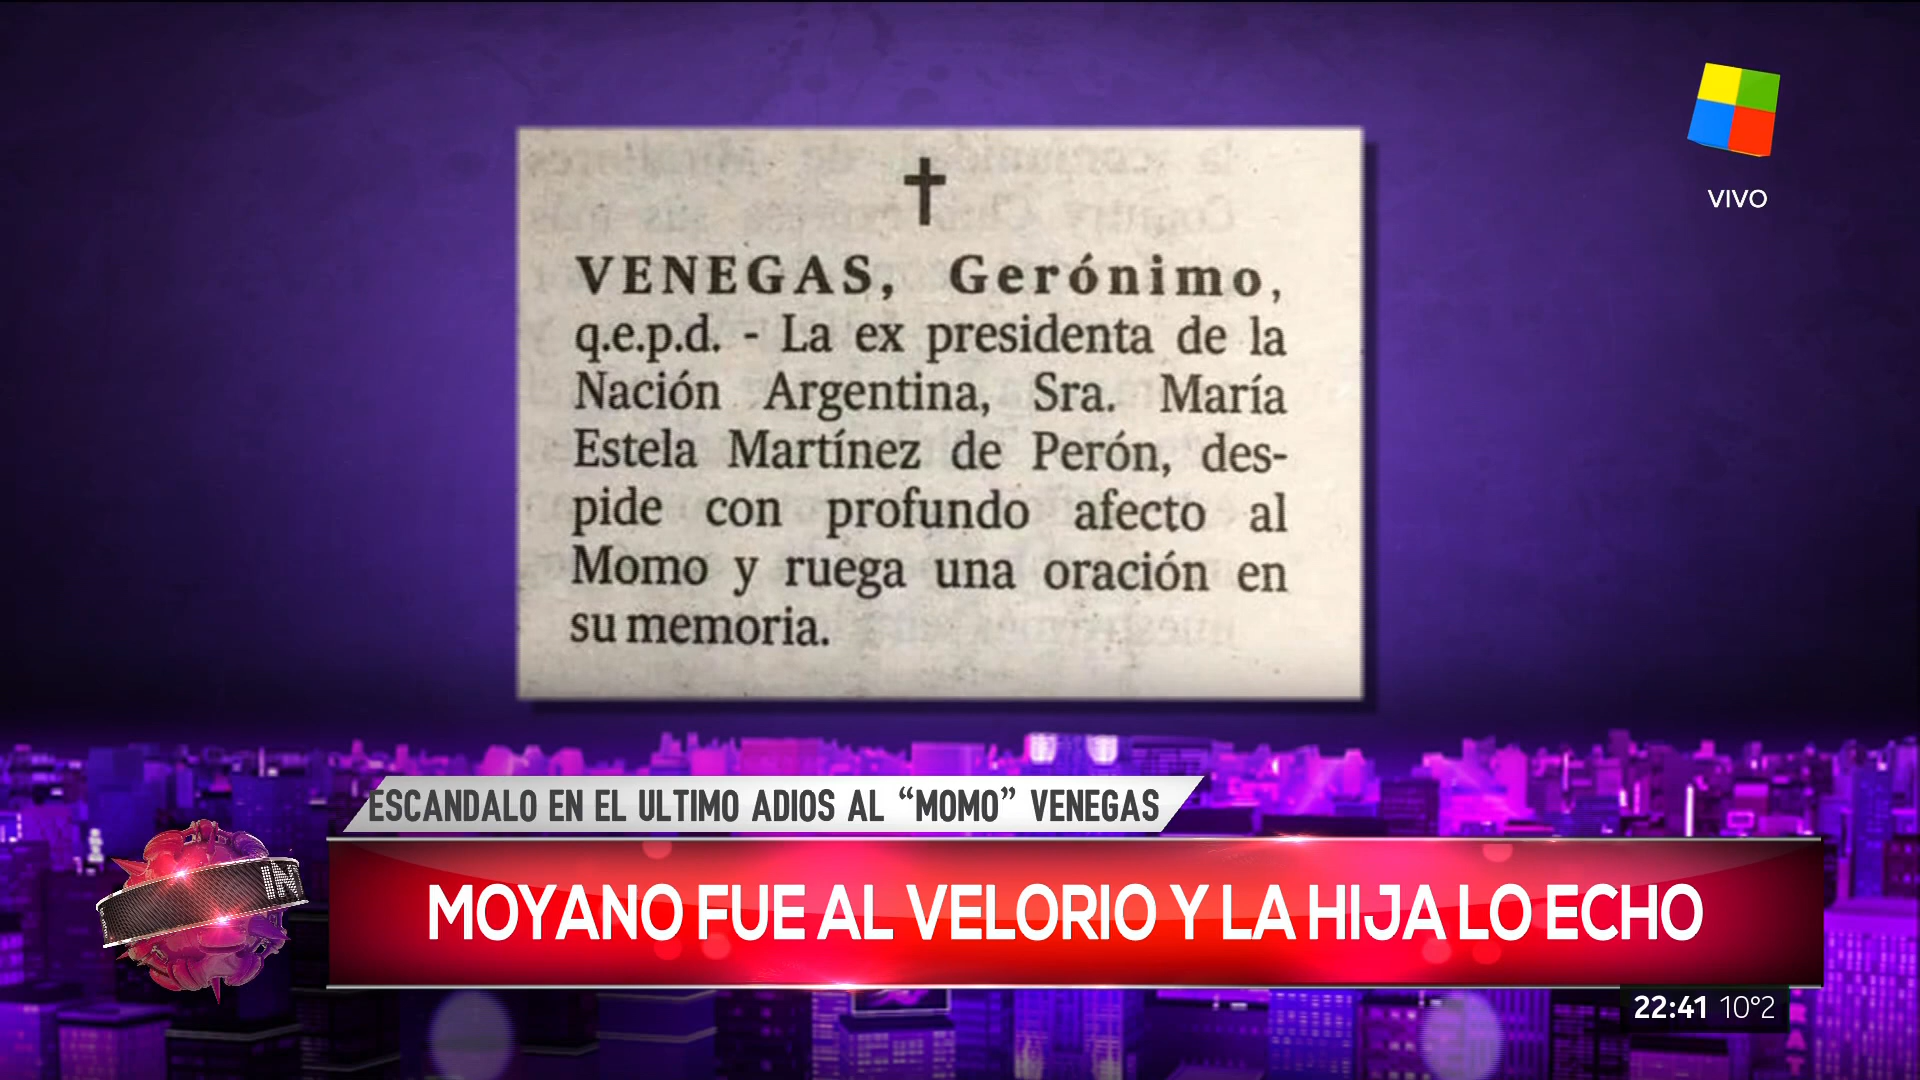 VIVO
VENEGAS, Gerónimo,
q.e.p.d. - La ex presidenta de la
Nación Argentina, Sra. María
Estela Martínez de Perón, des-
pide con profundo afecto al
Momo y ruega una oración en
su memoria.
ESCANDALO EN EL ULTIMO ADIOS AL “MOMO” VENEGAS
MOYANO FUE AL VELORIO Y LA HIJA LO ECHO
22:41 10°2